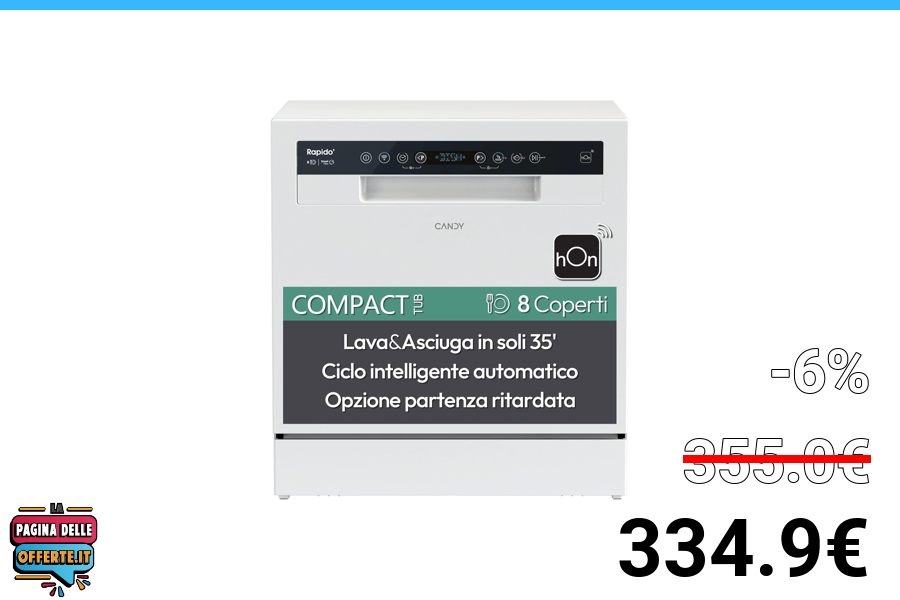 Rapido'
CANDY
hOn
COMPACT TUB
8 Coperti
Lava&Asciuga in soli 35'
Ciclo intelligente automatico
Opzione partenza ritardata
-6%
355.0€
334.9€
LA
PAGINA DELLE
OFFERTE.IT